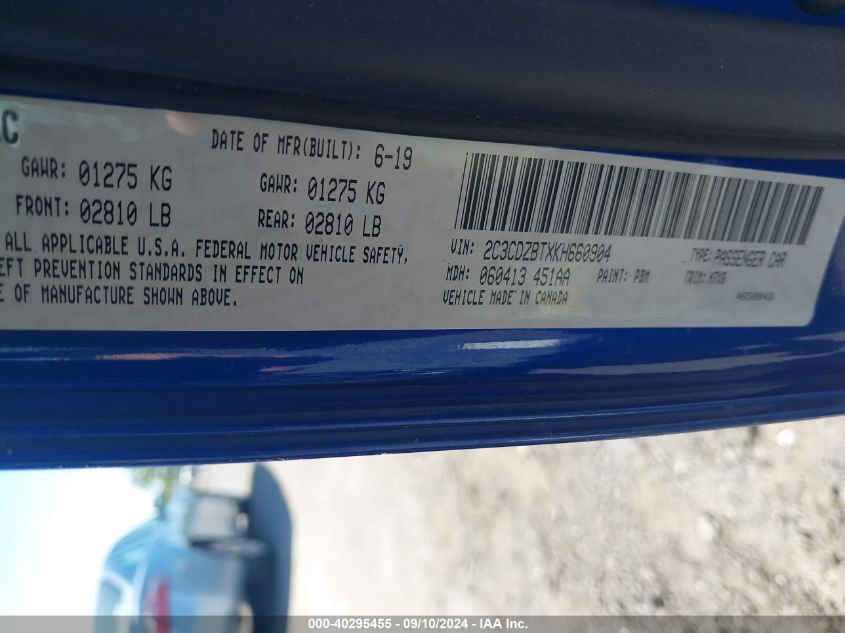 C
DATE OF MFR(BUILT): 6-19
GAWR: 01275 KG GAWR: 01275 KG
FRONT: 02810 LB REAR: 02810 LB
ALL APPLICABLE U.S.A. FEDERAL MOTOR VEHICLE SAFETY,
EFT PREVENTION STANDARDS IN EFFECT ON
E OF MANUFACTURE SHOWN ABOVE.
VIN: 2C3CDZBTXKH660904 TYPE: PASSENGER CAR
MDH: 060413 451AA PAINT: PBM TRIM:
VEHICLE MADE IN CANADA
000-40295455 - 09/10/2024 - IAA Inc.